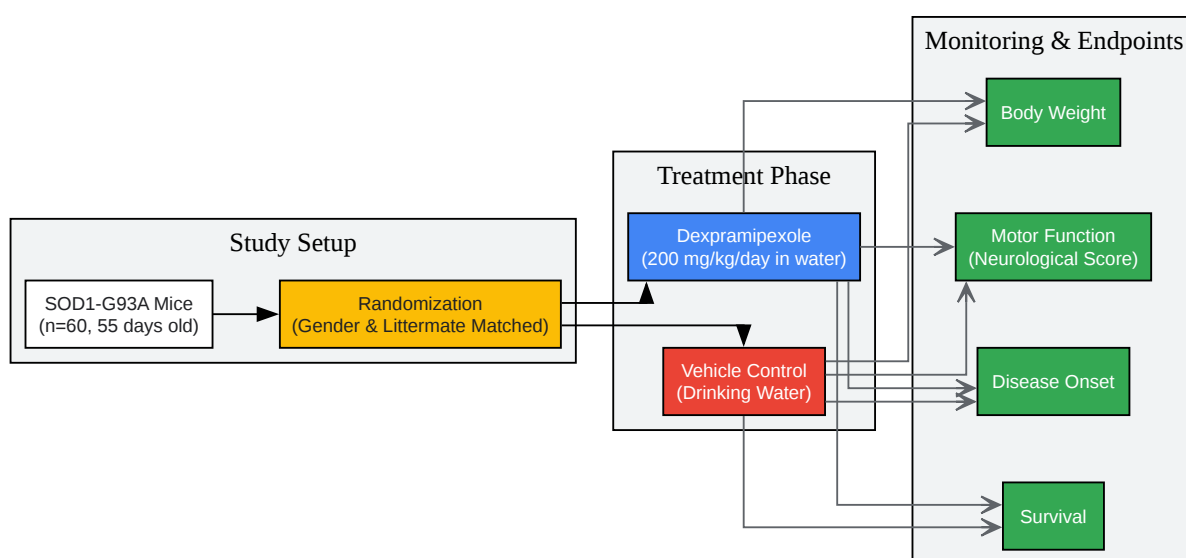 Study Setup
SOD1-G93A Mice
(n=60, 55 days old)
Randomization
(Gender & Littermate Matched)
Treatment Phase
Dexpramipexole
(200 mg/kg/day in water)
Vehicle Control
(Drinking Water)
Monitoring & Endpoints
Body Weight
Motor Function
(Neurological Score)
Disease Onset
Survival